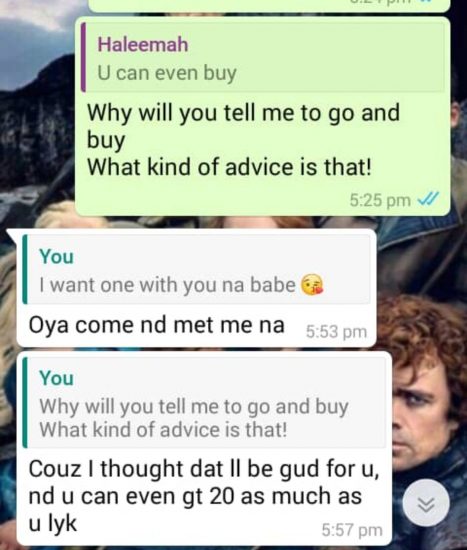 Haleemah
U can even buy
Why will you tell me to go and
buy
What kind of advice is that!
5:25 pm
You
I want one with you na babe 😘
Oya come nd met me na
5:53 pm
You
Why will you tell me to go and buy
What kind of advice is that!
Couz I thought dat ll be gud for u,
nd u can even gt 20 as much as
u lyk
5:57 pm